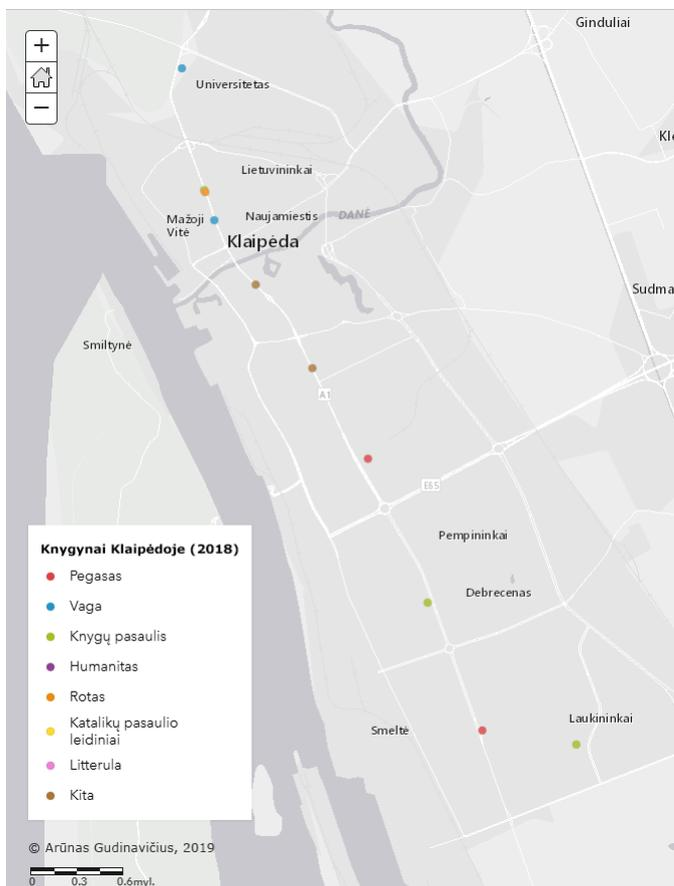 +
−
Ginduliai
Universitetas
Kl
Lietuvininkai
Mažoji
Vitė
Naujamiestis
DANĖ
Klaipėda
Sudma
Smiltynė
A1
E85
Pempininkai
Debrecenas
Smeltė
Laukininkai
Knygynai Klaipėdoje (2018)
Pegasas
Vaga
Knygų pasaulis
Humanitas
Rotas
Katalikų pasaulio
leidiniai
Litterula
Kita
© Arūnas Gudinavičius, 2019
0 0.3 0.6myl.